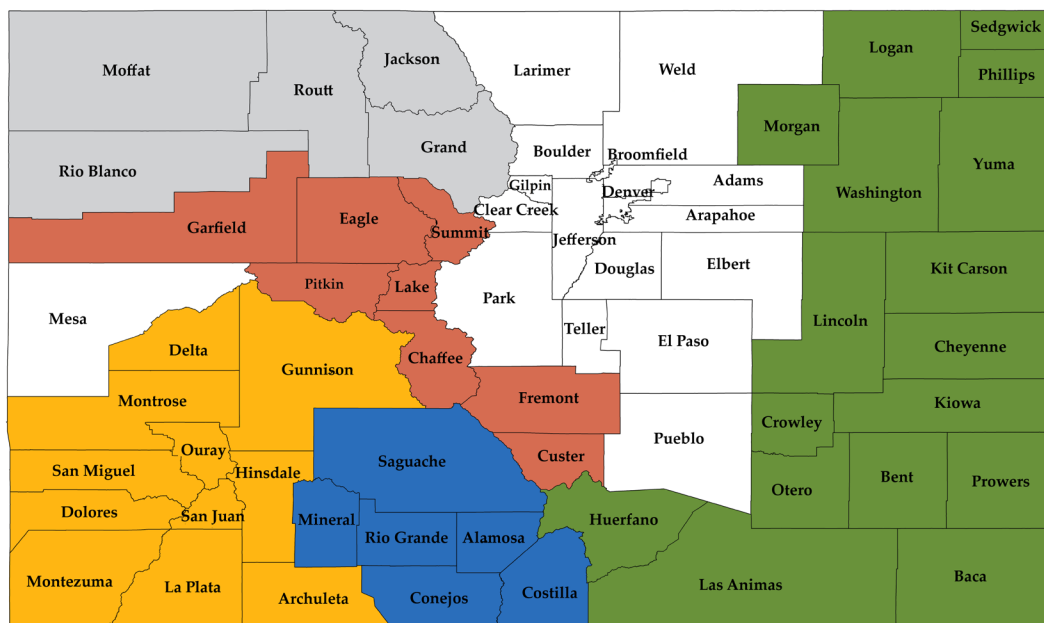 Sedgwick
Logan
Jackson
Moffat
Larimer
Weld
Phillips
Routt
Morgan
Grand
Boulder
Broomfield
Yuma
Rio Blanco
Gilpin
Denver
Adams
Washington
Clear Creek
Arapahoe
Eagle
Garfield
Summit
Jefferson
Douglas
Elbert
Kit Carson
Pitkin
Lake
Park
Mesa
Lincoln
Teller
El Paso
Delta
Chaffee
Cheyenne
Gunnison
Fremont
Montrose
Kiowa
Crowley
Pueblo
Ouray
Custer
Saguache
San Miguel
Hinsdale
Bent
Prowers
Otero
Dolores
San Juan
Mineral
Huerfano
Rio Grande
Alamosa
Montezuma
La Plata
Las Animas
Baca
Costilla
Archuleta
Conejos